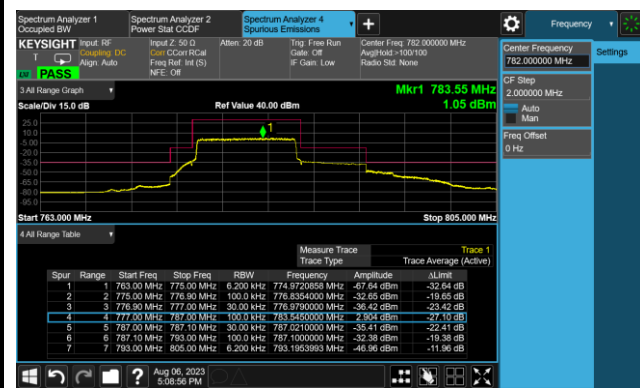 Spectrum Analyzer 1
Occupied BW
Spectrum Analyzer 2
Power Stat CCDF
Spectrum Analyzer 4
Spurious Emissions
Frequency
KEYSIGHT
Input: RF
Coupling: DC
Align: Auto
Input Z: 50 Ω
Corr CCorr RCal
Freq Ref: Int (S)
NFE: Off
Atten: 20 dB
Trig: Free Run
Gate: Off
IF Gain: Low
Center Freq: 782.000000 MHz
Avg|Hold:>100/100
Radio Std: None
PASS
Center Frequency
782.000000 MHz
Settings
CF Step
2.000000 MHz
Auto
Man
Freq Offset
0 Hz
3 All Range Graph
Scale/Div 15.0 dB
Ref Value 40.00 dBm
Mkr1 783.55 MHz
1.05 dBm
1
25.0
10.0
-5.00
-20.0
-35.0
-50.0
-65.0
-80.0
-95.0
Start 763.000 MHz
Stop 805.000 MHz
4 All Range Table
Measure Trace Trace 1
Trace Type Trace Average (Active)
Spur Range Start Freq Stop Freq RBW Frequency Amplitude ΔLimit
1 1 763.00 MHz 775.00 MHz 6.200 kHz 774.9720858 MHz -67.64 dBm -32.64 dB
2 2 775.00 MHz 776.90 MHz 100.0 kHz 776.8354000 MHz -32.65 dBm -19.65 dB
3 3 776.90 MHz 777.00 MHz 30.00 kHz 776.9790000 MHz -36.42 dBm -23.42 dB
4 4 777.00 MHz 787.00 MHz 100.0 kHz 783.5450000 MHz 2.904 dBm -27.10 dB
5 5 787.00 MHz 787.10 MHz 30.00 kHz 787.0210000 MHz -35.41 dBm -22.41 dB
6 6 787.10 MHz 793.00 MHz 100.0 kHz 787.1000000 MHz -32.38 dBm -19.38 dB
7 7 793.00 MHz 805.00 MHz 6.200 kHz 793.1953993 MHz -46.96 dBm -11.96 dB
Aug 06, 2023
5:08:56 PM